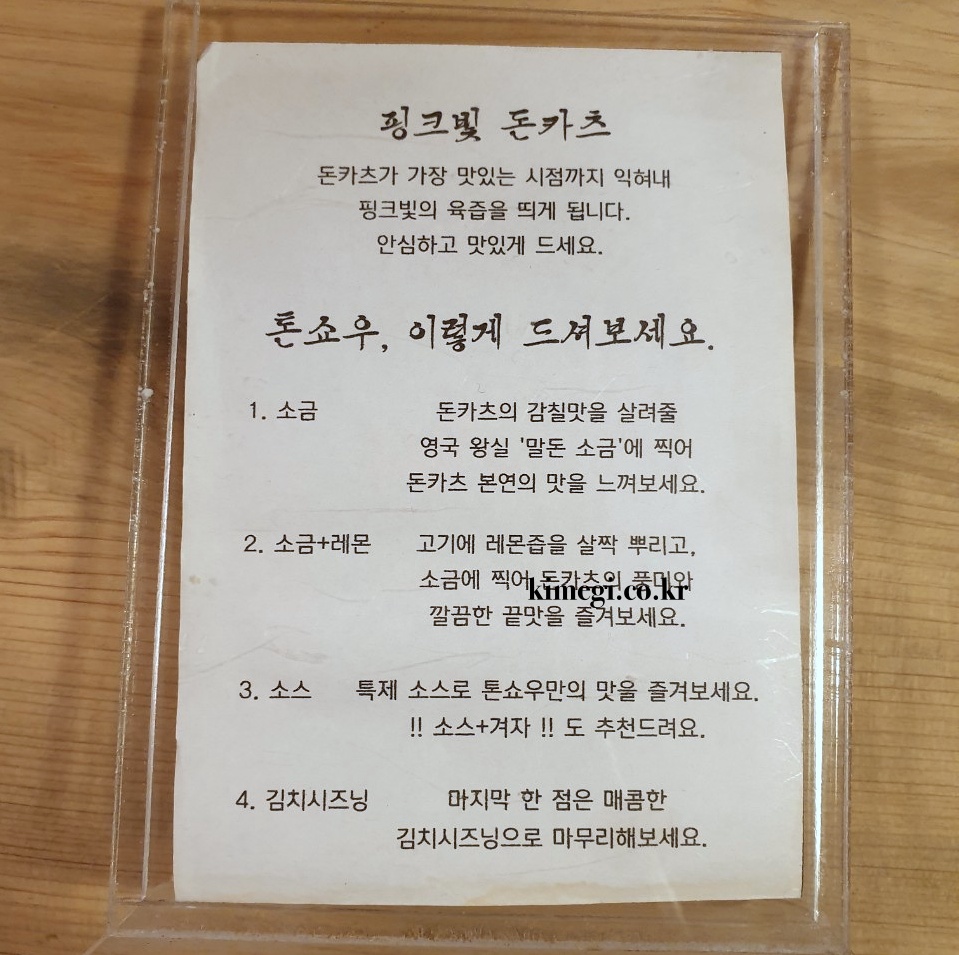 핑크빛 돈카츠
돈카츠가 가장 맛있는 시점까지 익혀내
핑크빛의 육즙을 띄게 됩니다.
안심하고 맛있게 드세요.
톤쇼우, 이렇게 드셔보세요.
1. 소금 돈카츠의 감칠맛을 살려줄
영국 왕실 '말돈 소금'에 찍어
돈카츠 본연의 맛을 느껴보세요.
2. 소금+레몬 고기에 레몬즙을 살짝 뿌리고,
소금에 찍어 돈카츠의 풍미와
kimegi.co.kr
깔끔한 끝맛을 즐겨보세요.
3. 소스 특제 소스로 톤쇼우만의 맛을 즐겨보세요.
!! 소스+겨자 !! 도 추천드려요.
4. 김치시즈닝 마지막 한 점은 매콤한
김치시즈닝으로 마무리해보세요.